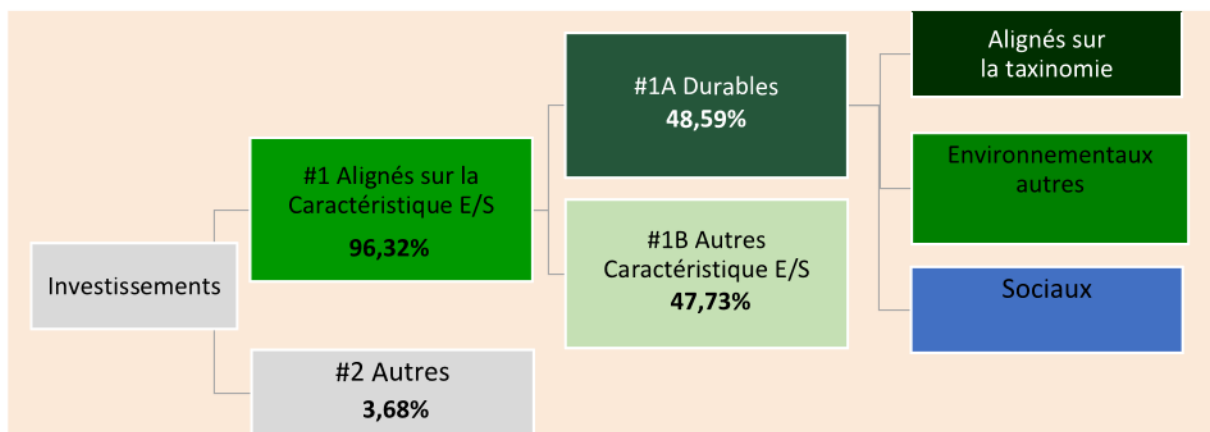 Investissements
#1 Alignés sur la
Caractéristique E/S
96,32%
#2 Autres
3,68%
#1A Durables
48,59%
#1B Autres
Caractéristique E/S
47,73%
Alignés sur
la taxinomie
Environnementaux
autres
Sociaux